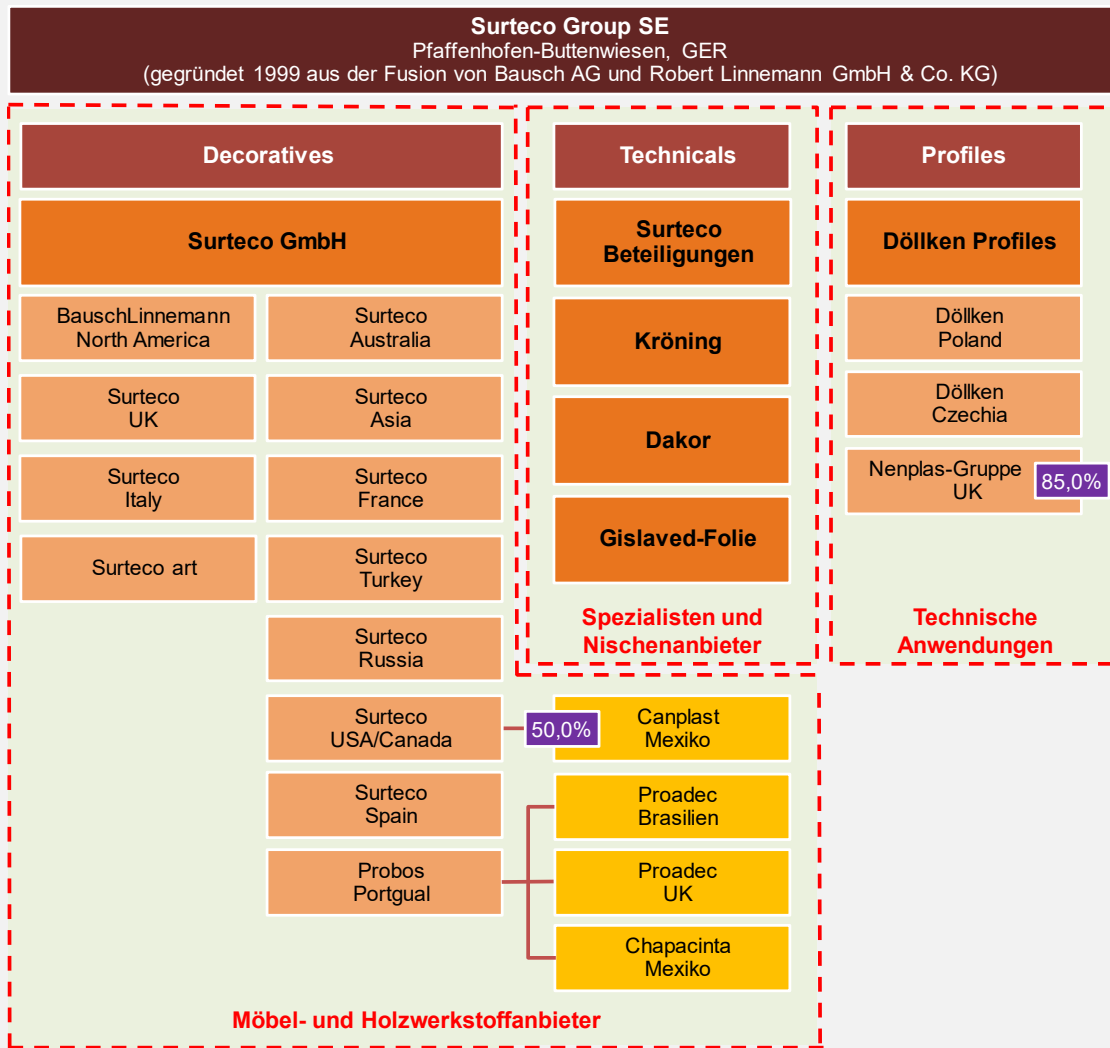 Surteco Group SE
Pfaffenhofen-Buttenwiesen, GER
(gegründet 1999 aus der Fusion von Bausch AG und Robert Linnemann GmbH & Co. KG)
Decoratives
Surteco GmbH
BauschLinnemann
North America
Surteco
Australia
Surteco
UK
Surteco
Asia
Surteco
Italy
Surteco
France
Surteco art
Surteco
Turkey
Surteco
Russia
Surteco
USA/Canada
50,0%
Canplast
Mexiko
Surteco
Spain
Probos
Portgual
Proadec
Brasilien
Proadec
UK
Chapacinta
Mexiko
Möbel- und Holzwerkstoffanbieter
Technicals
Surteco
Beteiligungen
Kröning
Dakor
Gislaved-Folie
Spezialisten und
Nischenanbieter
Profiles
Döllken Profiles
Döllken
Poland
Döllken
Czechia
Nenplas-Gruppe
UK
85,0%
Technische
Anwendungen